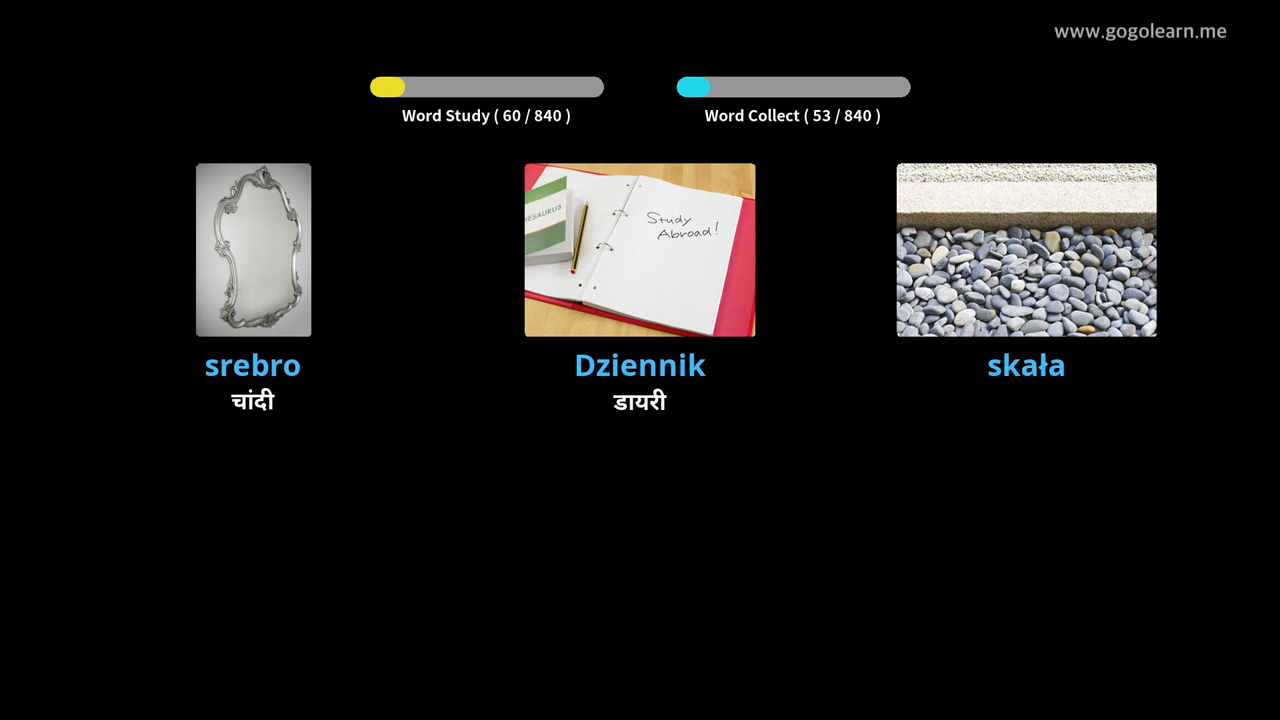 www.gogolearn.me
Word Study ( 60 / 840 )
Word Collect ( 53 / 840 )
HESAURUS
Study
Abroad!
srebro
Dziennik
skała
चांदी
डायरी